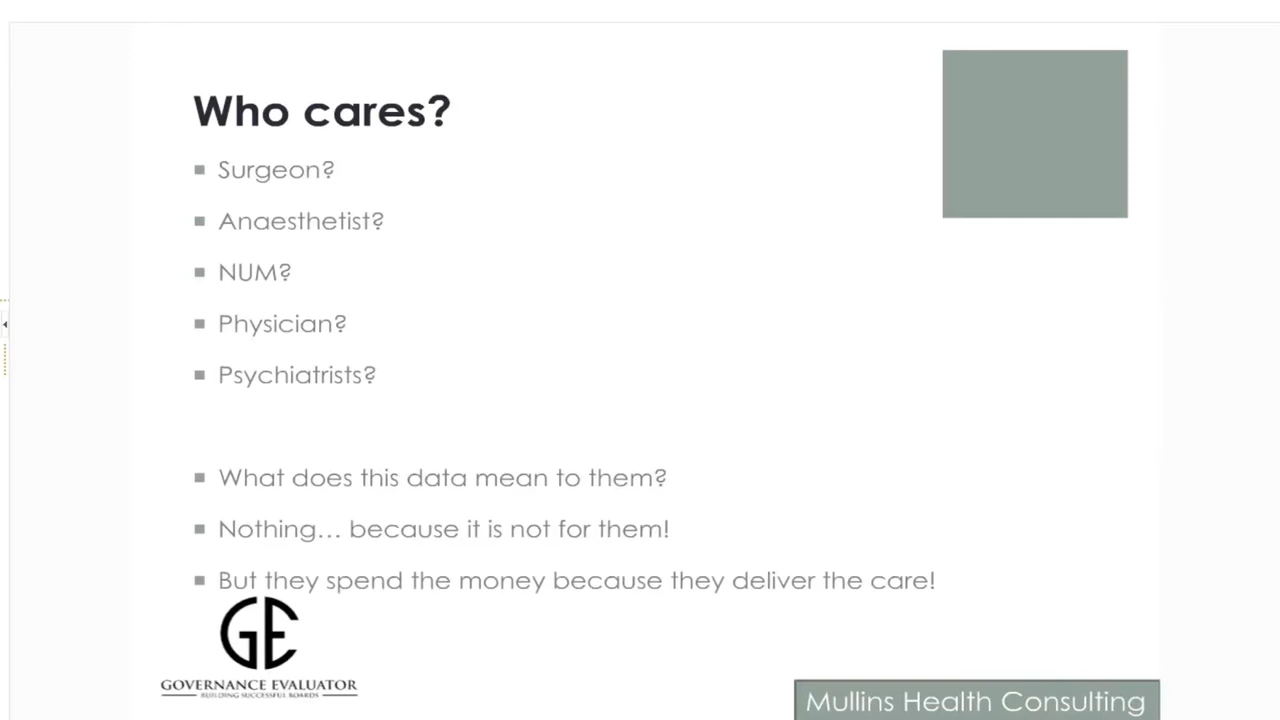 Who cares?
Surgeon?
Anaesthetist?
NUM?
Physician?
Psychiatrists?
What does this data mean to them?
Nothing... because it is not for them!
But they spend the money because they deliver the care!
GE
GOVERNANCE EVALUATOR
BUILDING SUCCESSFUL BOARDS
Mullins Health Consulting